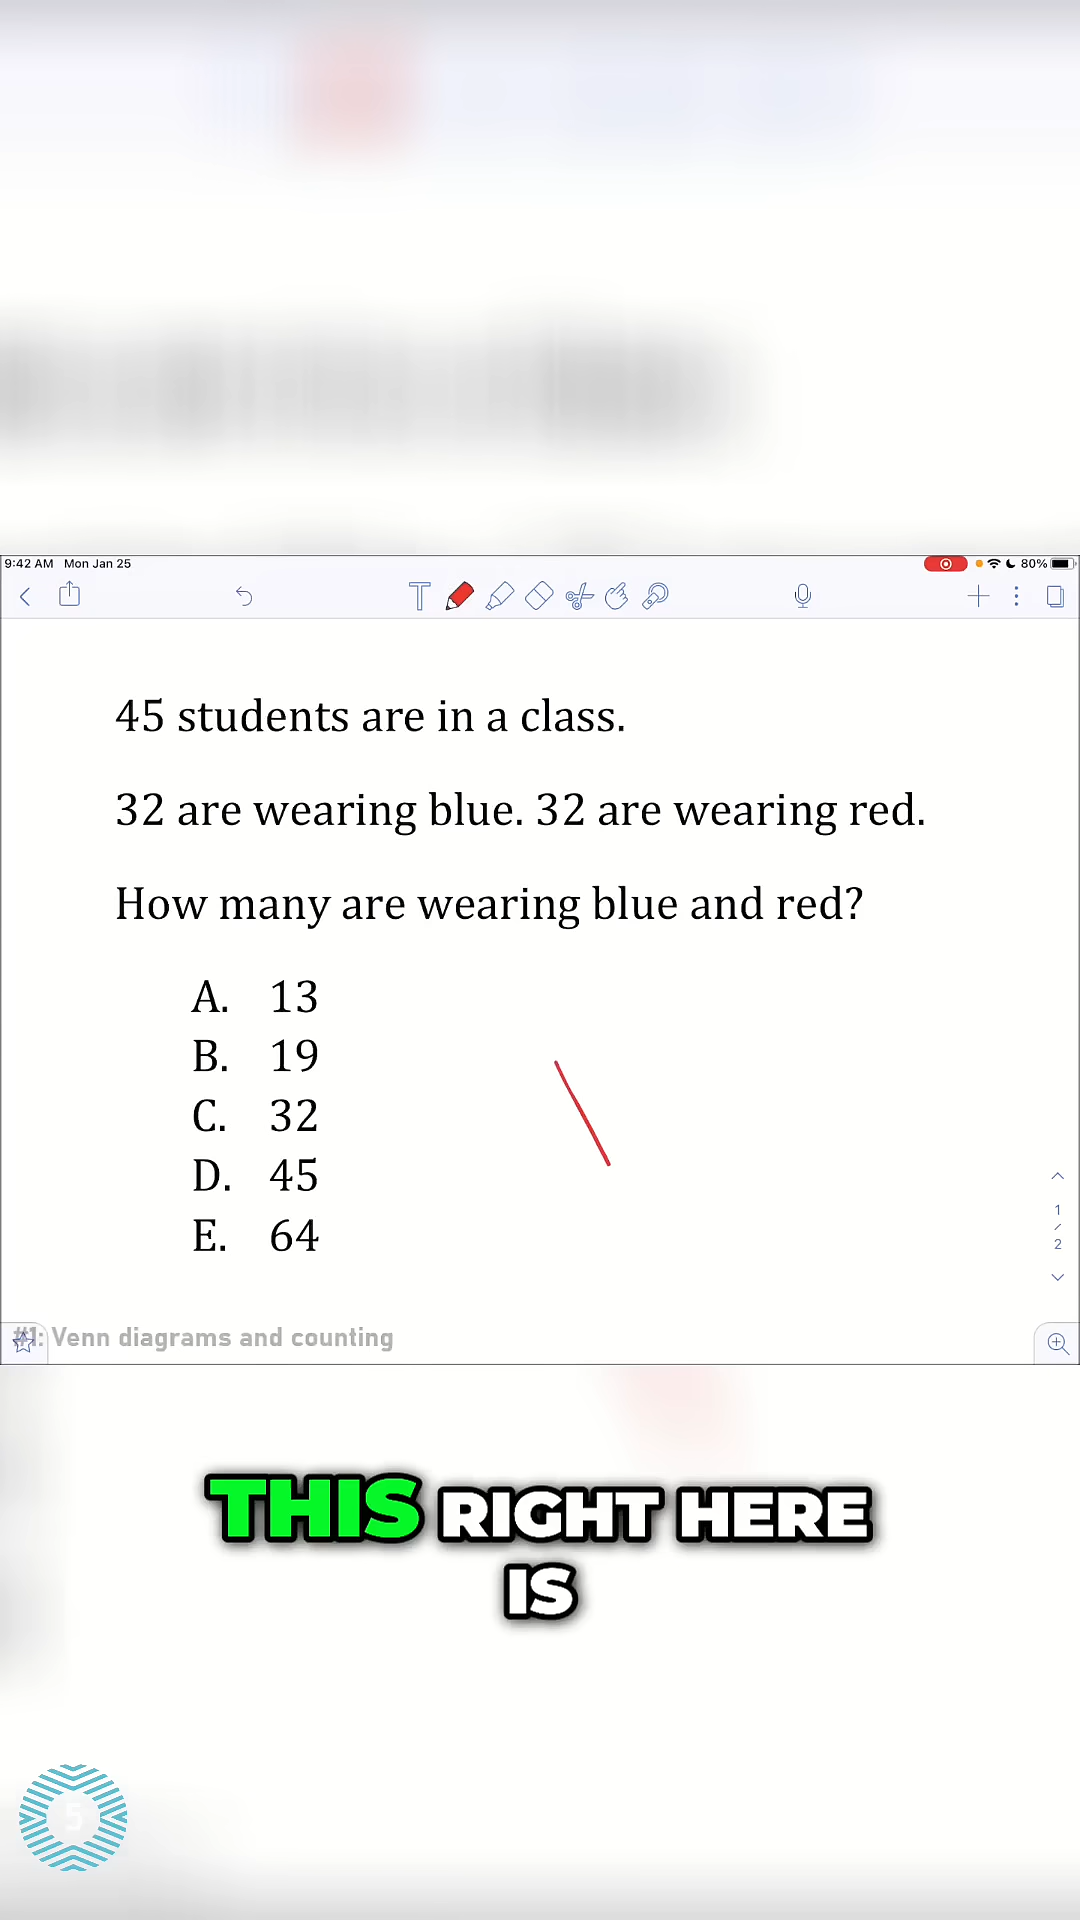 9:42 AM Mon Jan 25
80%
T
45 students are in a class.
32 are wearing blue. 32 are wearing red.
How many are wearing blue and red?
A. 13
B. 19
C. 32
D. 45
E. 64
1
/
2
#1: Venn diagrams and counting
THIS RIGHT HERE
IS
5